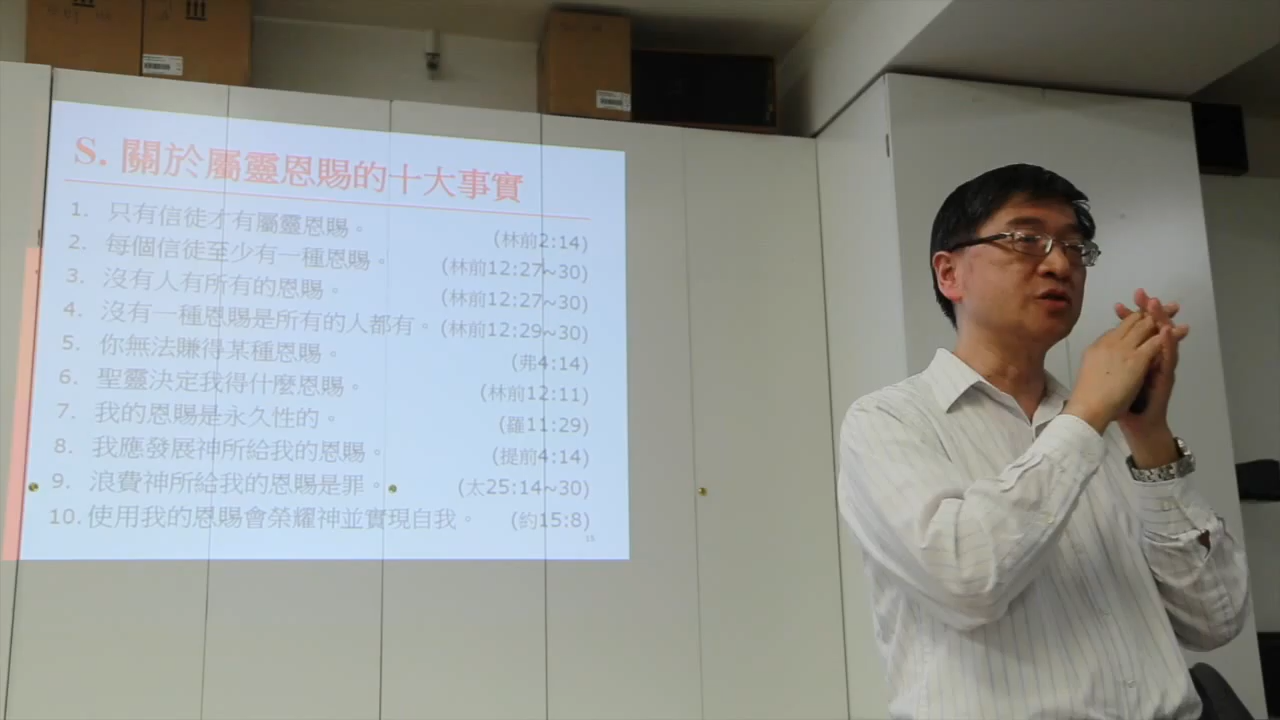 S. 關於屬靈恩賜的十大事實
1. 只有信徒才有屬靈恩賜。 (林前2:14)
2. 每個信徒至少有一種恩賜。 (林前12:27~30)
3. 沒有人有所有的恩賜。 (林前12:27~30)
4. 沒有一種恩賜是所有的人都有。 (林前12:29~30)
5. 你無法賺得某種恩賜。 (弗4:14)
6. 聖靈決定我得什麼恩賜。 (林前12:11)
7. 我的恩賜是永久性的。 (羅11:29)
8. 我應發展神所給我的恩賜。 (提前4:14)
9. 浪費神所給我的恩賜是罪。 (太25:14~30)
10. 使用我的恩賜會榮耀神並實現自我。 (約15:8)
15